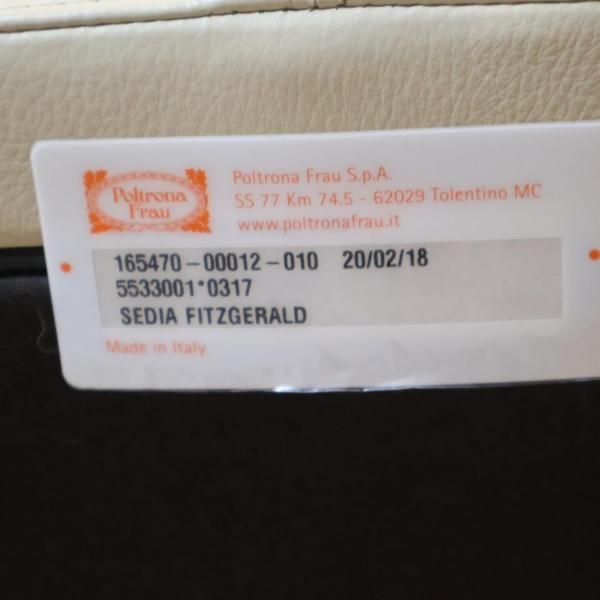 Poltrona
Frau
Poltrona Frau S.p.A.
SS 77 Km 74.5 - 62029 Tolentino MC
www.poltronafrau.it
165470-00012-010 20/02/18
5533001*0317
SEDIA FITZGERALD
Made in Italy